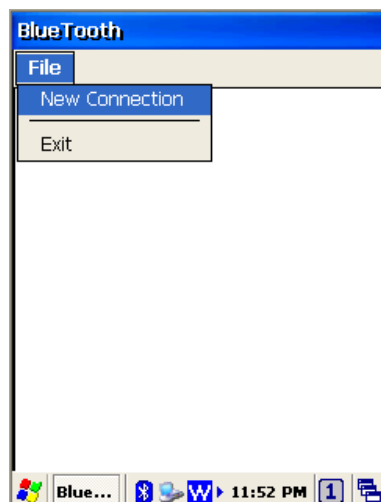 BlueTooth
File
New Connection
Exit
Blue... W 11:52 PM 1